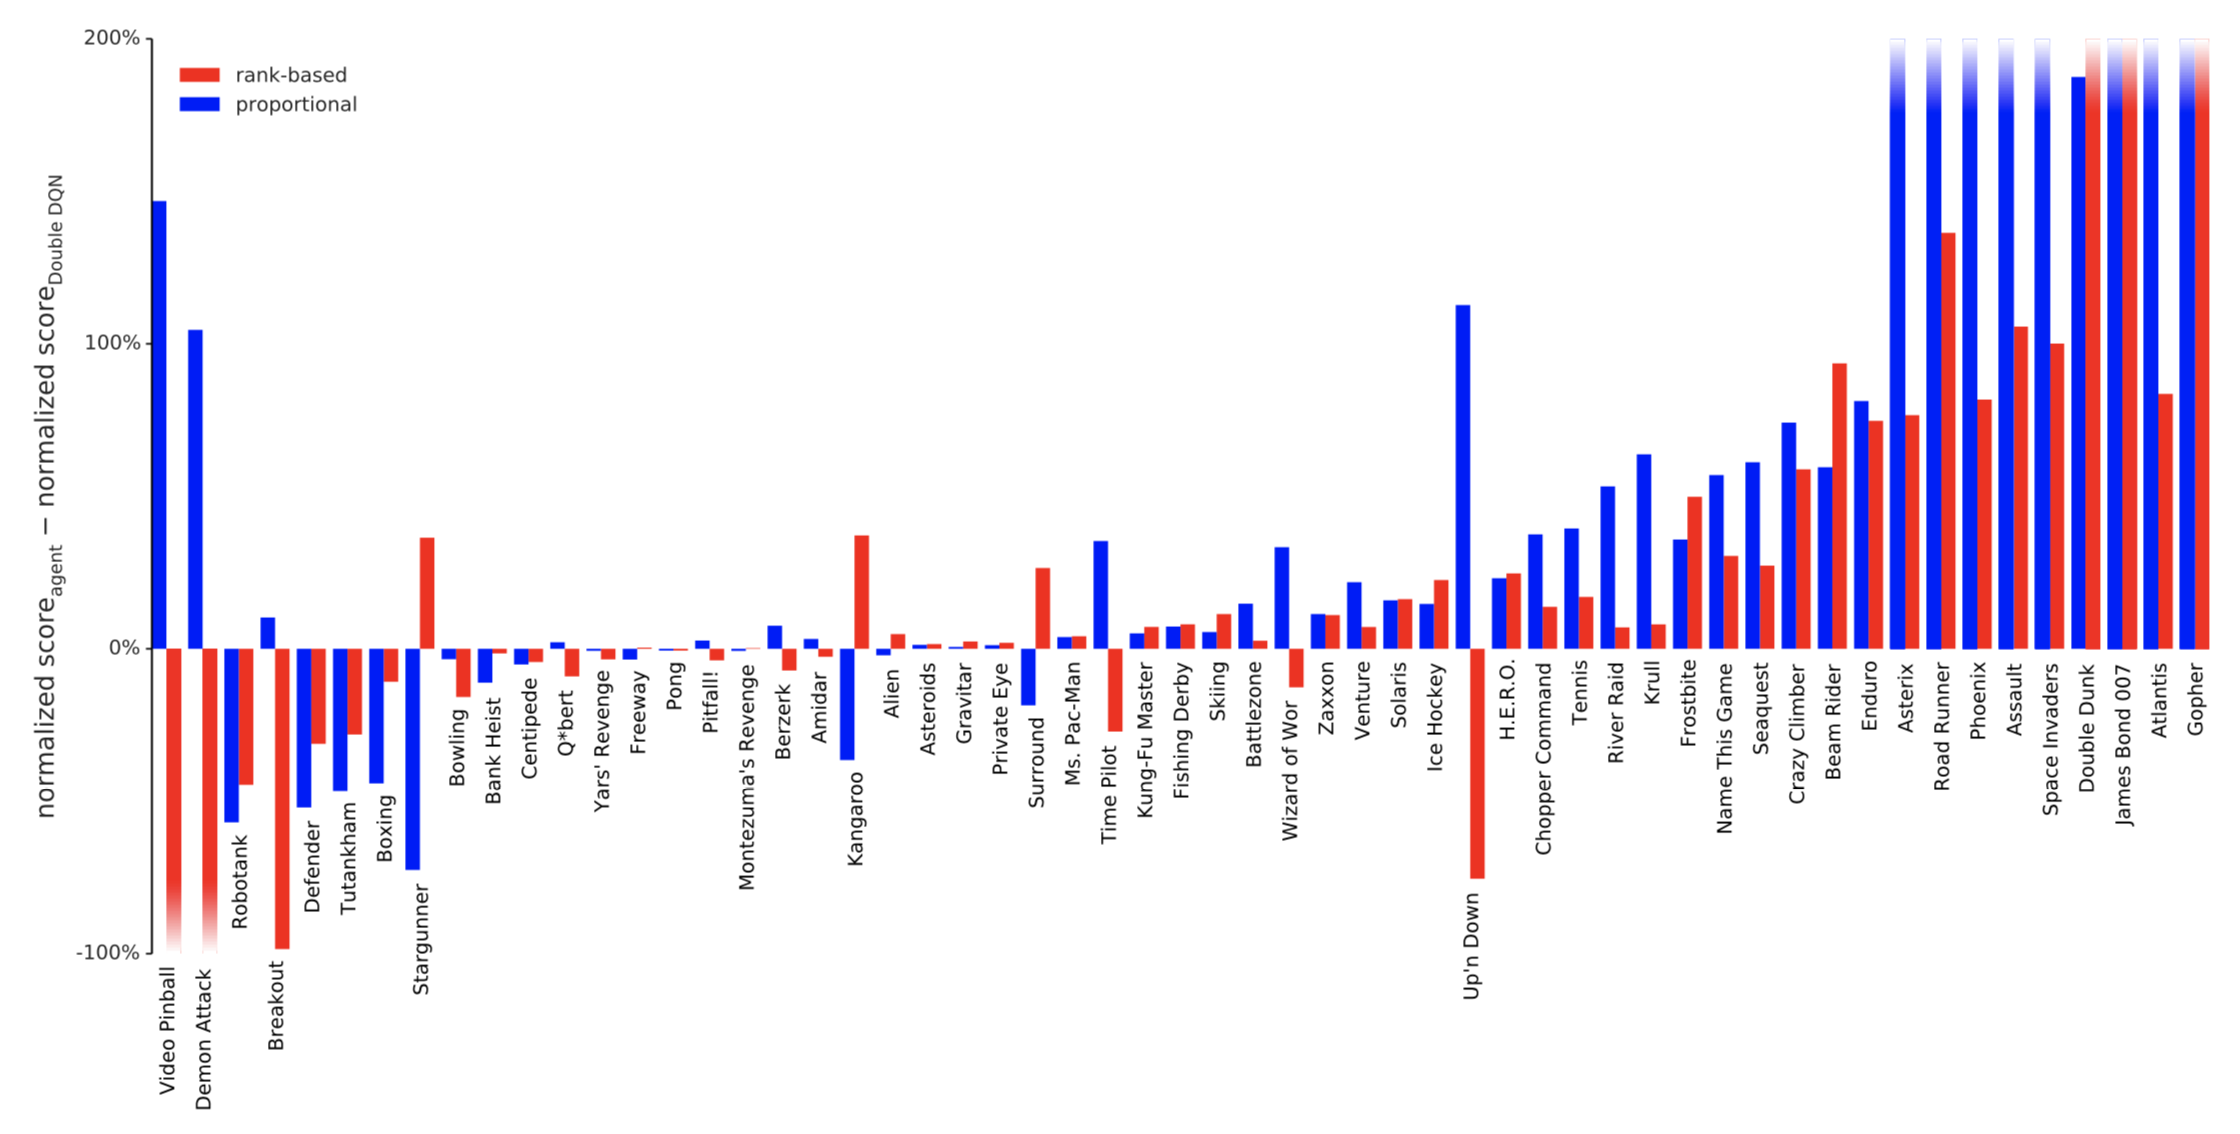 200%
100%
0%
-100%
normalized score_agent − normalized score_Double DQN
rank-based
proportional
Video Pinball
Demon Attack
Robotank
Breakout
Defender
Tutankham
Boxing
Stargunner
Bowling
Bank Heist
Centipede
Q*bert
Yars' Revenge
Freeway
Pong
Pitfall!
Montezuma's Revenge
Berzerk
Amidar
Kangaroo
Alien
Asteroids
Gravitar
Private Eye
Surround
Ms. Pac-Man
Time Pilot
Kung-Fu Master
Fishing Derby
Skiing
Battlezone
Wizard of Wor
Zaxxon
Venture
Solaris
Ice Hockey
Up'n Down
H.E.R.O.
Chopper Command
Tennis
River Raid
Krull
Frostbite
Name This Game
Seaquest
Crazy Climber
Beam Rider
Enduro
Asterix
Road Runner
Phoenix
Assault
Space Invaders
Double Dunk
James Bond 007
Atlantis
Gopher